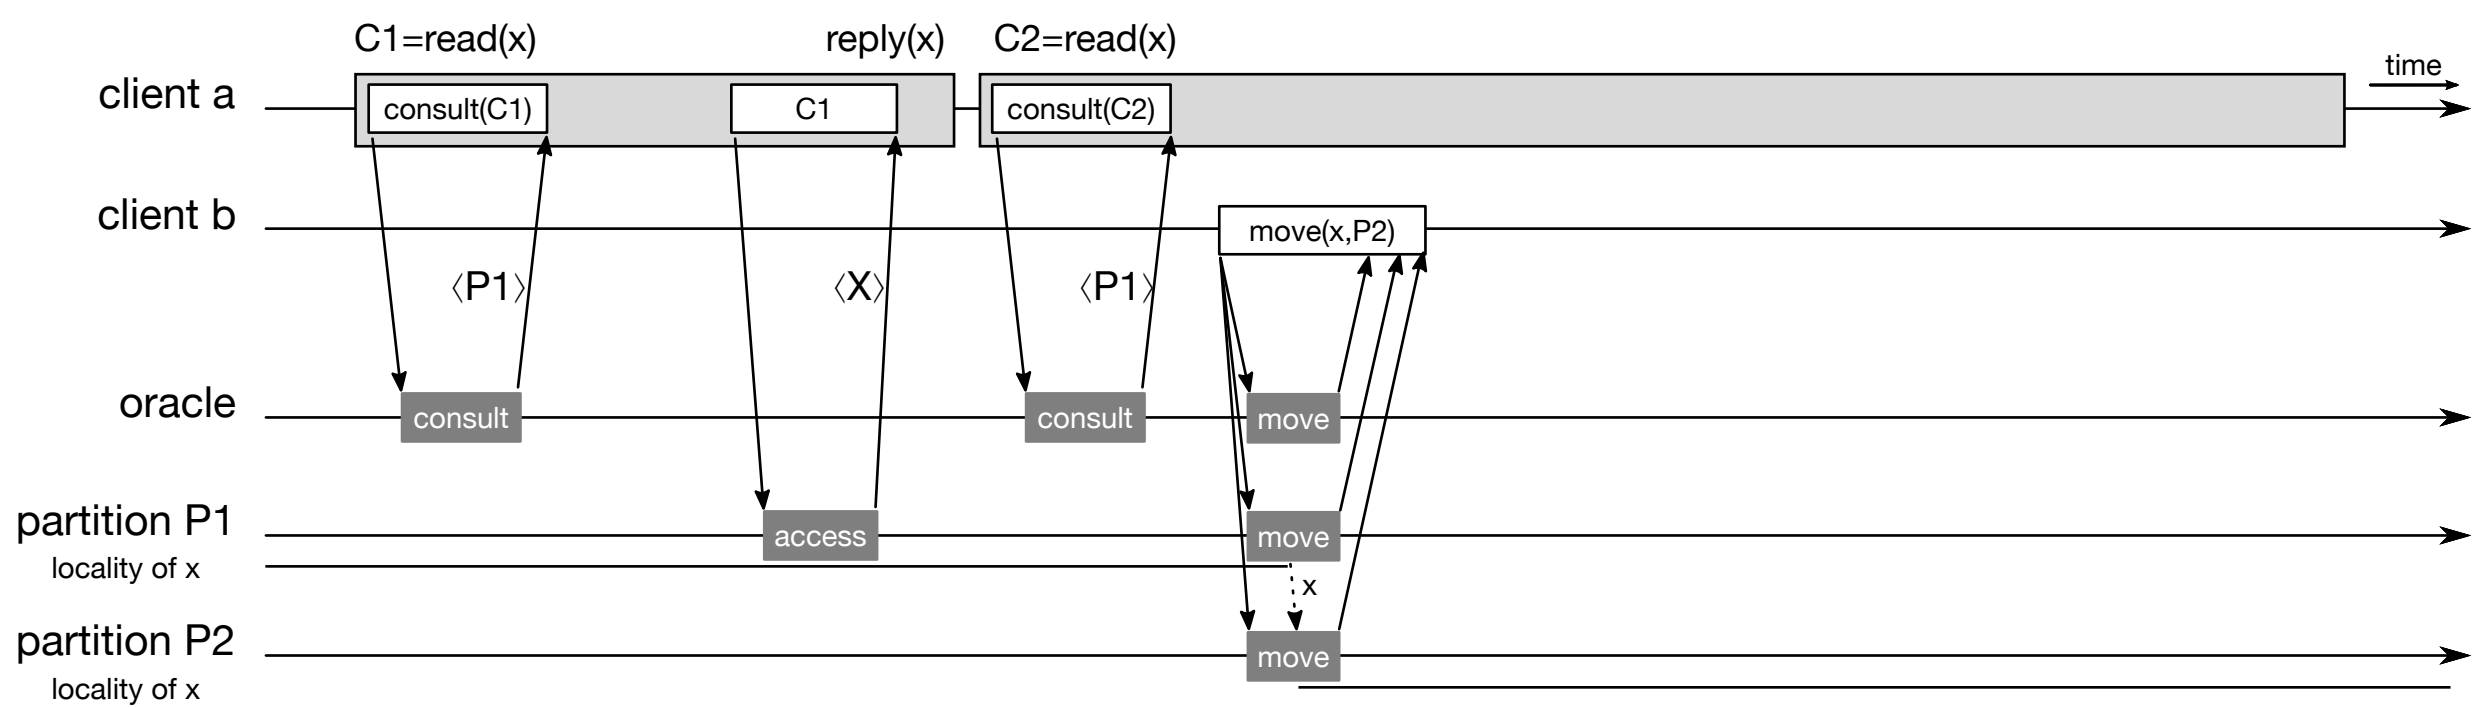 C1=read(x) reply(x) C2=read(x)
time
client a
consult(C1) C1 consult(C2)
client b
move(x,P2)
⟨P1⟩ ⟨X⟩ ⟨P1⟩
oracle
consult consult move
partition P1
access move
locality of x
x
partition P2
move
locality of x